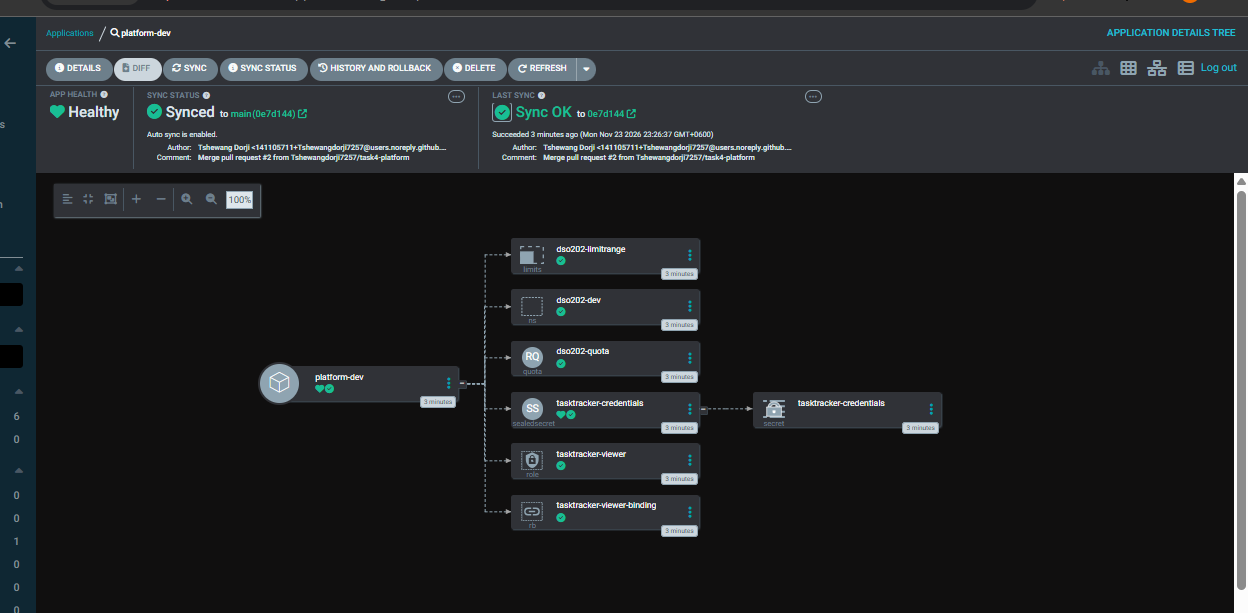 Applications / platform-dev
APPLICATION DETAILS TREE
DETAILS DIFF SYNC SYNC STATUS HISTORY AND ROLLBACK DELETE REFRESH
Log out
APP HEALTH
Healthy
SYNC STATUS
Synced to main (0e7d144)
Auto sync is enabled.
Author: Tshewang Dorji <141105711+Tshewangdorji7257@users.noreply.github...
Comment: Merge pull request #2 from Tshewangdorji7257/task4-platform
LAST SYNC
Sync OK to 0e7d144
Succeeded 3 minutes ago (Mon Nov 23 2026 23:26:37 GMT+0600)
Author: Tshewang Dorji <141105711+Tshewangdorji7257@users.noreply.github...
Comment: Merge pull request #2 from Tshewangdorji7257/task4-platform
100%
platform-dev
3 minutes
dso202-limitrange
limits
3 minutes
dso202-dev
ns
3 minutes
RQ
dso202-quota
quota
3 minutes
SS
tasktracker-credentials
sealedsecret
3 minutes
tasktracker-credentials
secret
3 minutes
tasktracker-viewer
role
3 minutes
tasktracker-viewer-binding
rb
3 minutes
6
0
0
0
1
0
0
0